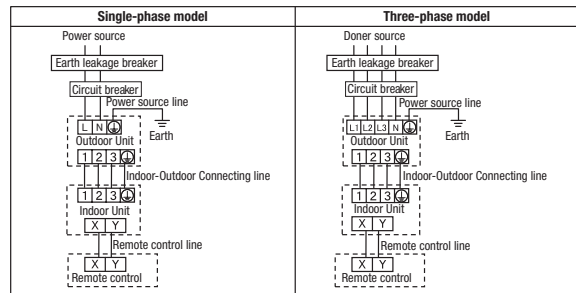 Single-phase model
Power source
Earth leakage breaker
Circuit breaker
Power source line
L N
Earth
Outdoor Unit
1 2 3
Indoor-Outdoor Connecting line
1 2 3
Indoor Unit
X Y
Remote control line
X Y
Remote control
Three-phase model
Doner source
Earth leakage breaker
Circuit breaker
Power source line
L1 L2 L3 N
Earth
Outdoor Unit
1 2 3
Indoor-Outdoor Connecting line
1 2 3
Indoor Unit
X Y
Remote control line
X Y
Remote control